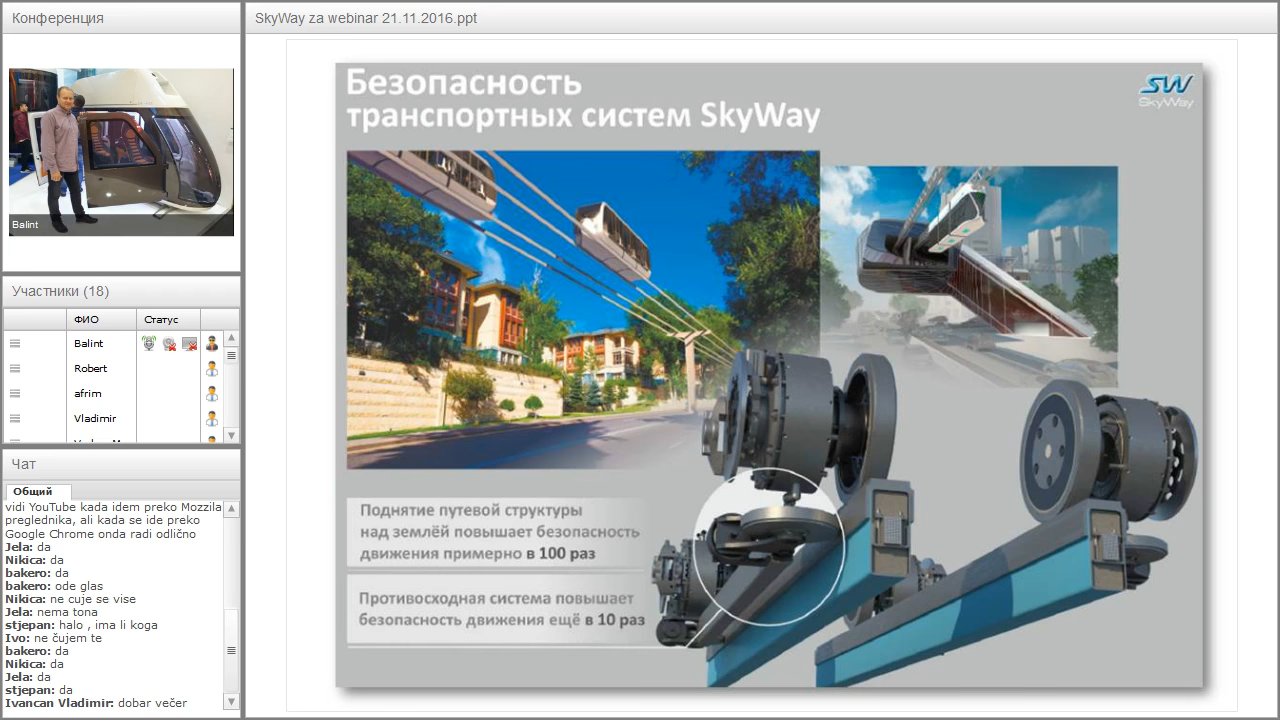 Конференция
Balint
Участники (18)
ФИО
Статус
Balint
Robert
afrim
Vladimir
Чат
Общий
vidi YouTube kada idem preko Mozzila
preglednika, ali kada se ide preko
Google Chrome onda radi odlično
Jela: da
Nikica: da
bakero: da
bakero: ode glas
Nikica: ne cuje se vise
Jela: nema tona
stjepan: halo , ima li koga
Ivo: ne čujem te
bakero: da
Nikica: da
Jela: da
stjepan: da
Ivancan Vladimir: dobar večer
SkyWay za webinar 21.11.2016.ppt
Безопасность
транспортных систем SkyWay
SW
SkyWay
Поднятие путевой структуры
над землёй повышает безопасность
движения примерно в 100 раз
Противосходная система повышает
безопасность движения ещё в 10 раз